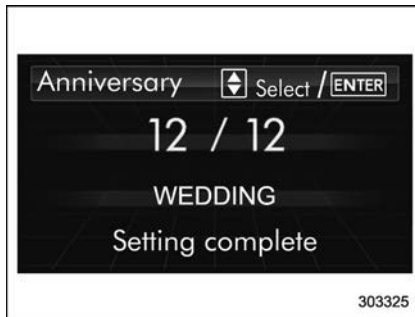 Anniversary Select / ENTER
12 / 12
WEDDING
Setting complete
303325